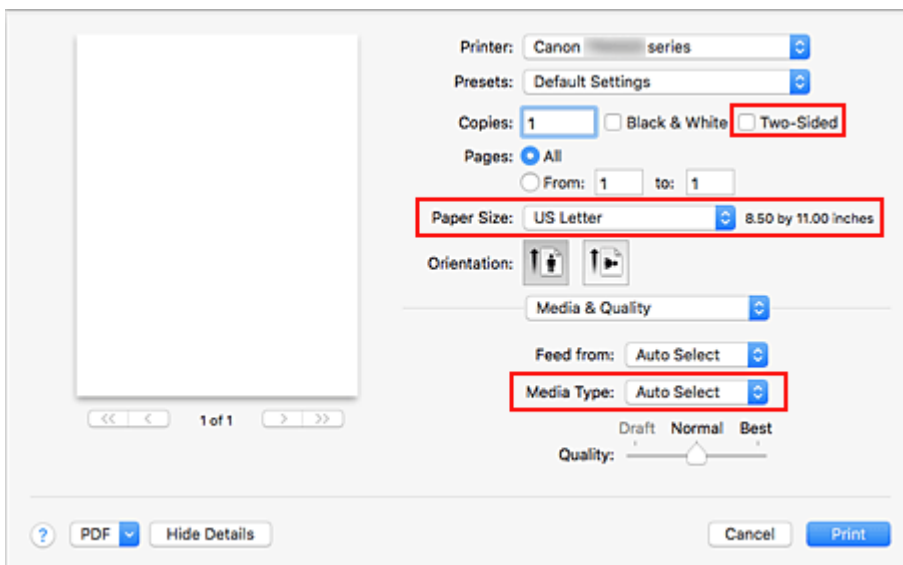 Printer: Canon series
Presets: Default Settings
Copies: 1 Black & White Two-Sided
Pages: All
From: 1 to: 1
Paper Size: US Letter 8.50 by 11.00 inches
Orientation:
Media & Quality
Feed from: Auto Select
Media Type: Auto Select
<< < 1 of 1 > >>
Draft Normal Best
Quality:
? PDF Hide Details Cancel Print